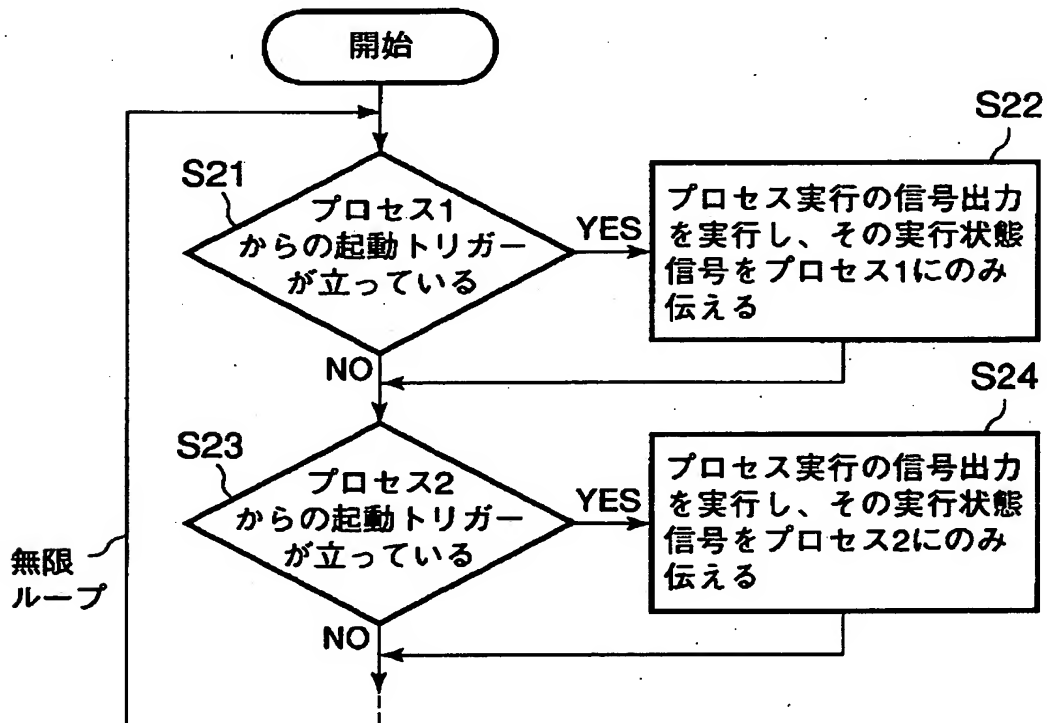 開始
S21
プロセス1
からの起動トリガー
が立っている
YES
S22
プロセス実行の信号出力
を実行し、その実行状態
信号をプロセス1にのみ
伝える
NO
S23
プロセス2
からの起動トリガー
が立っている
YES
S24
プロセス実行の信号出力
を実行し、その実行状態
信号をプロセス2にのみ
伝える
NO
無限
ループ